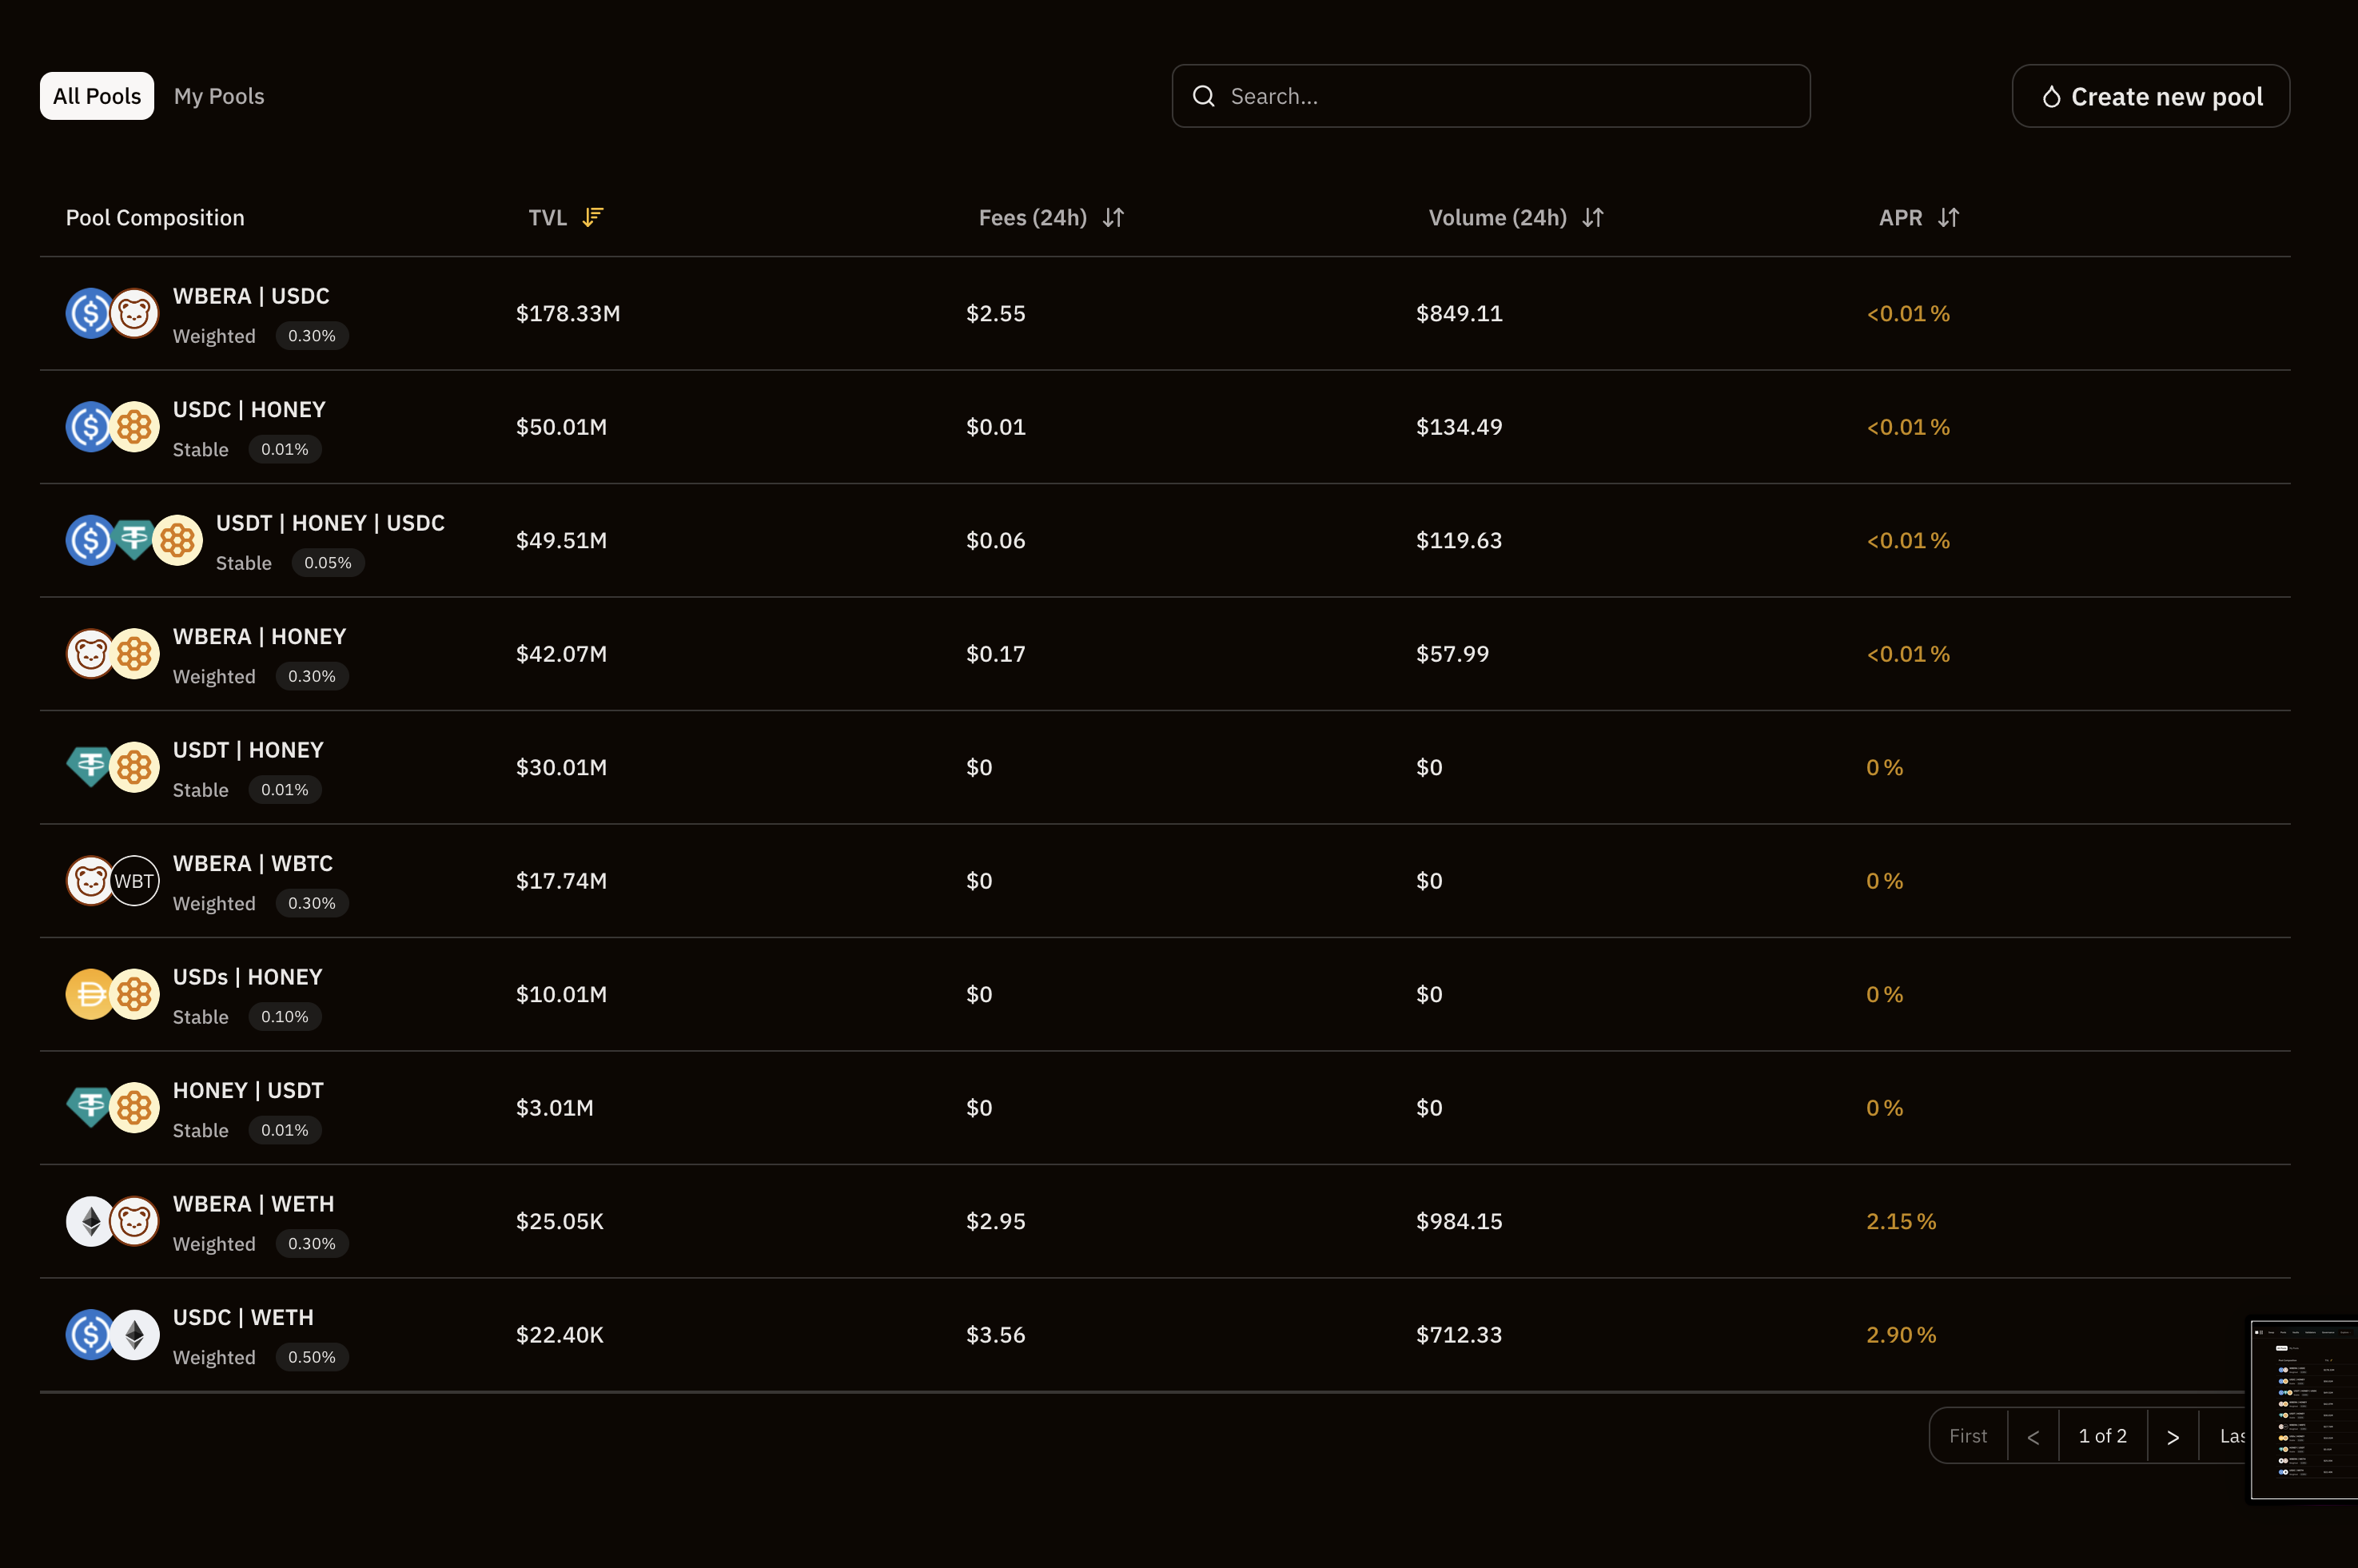 All Pools My Pools Search... Create new pool
Pool Composition TVL Fees (24h) Volume (24h) APR
WBERA | USDC
Weighted 0.30%
$178.33M $2.55 $849.11 <0.01%
USDC | HONEY
Stable 0.01%
$50.01M $0.01 $134.49 <0.01%
USDT | HONEY | USDC
Stable 0.05%
$49.51M $0.06 $119.63 <0.01%
WBERA | HONEY
Weighted 0.30%
$42.07M $0.17 $57.99 <0.01%
USDT | HONEY
Stable 0.01%
$30.01M $0 $0 0%
WBT
WBERA | WBTC
Weighted 0.30%
$17.74M $0 $0 0%
USDs | HONEY
Stable 0.10%
$10.01M $0 $0 0%
HONEY | USDT
Stable 0.01%
$3.01M $0 $0 0%
WBERA | WETH
Weighted 0.30%
$25.05K $2.95 $984.15 2.15%
USDC | WETH
Weighted 0.50%
$22.40K $3.56 $712.33 2.90%
First < 1 of 2 > Las